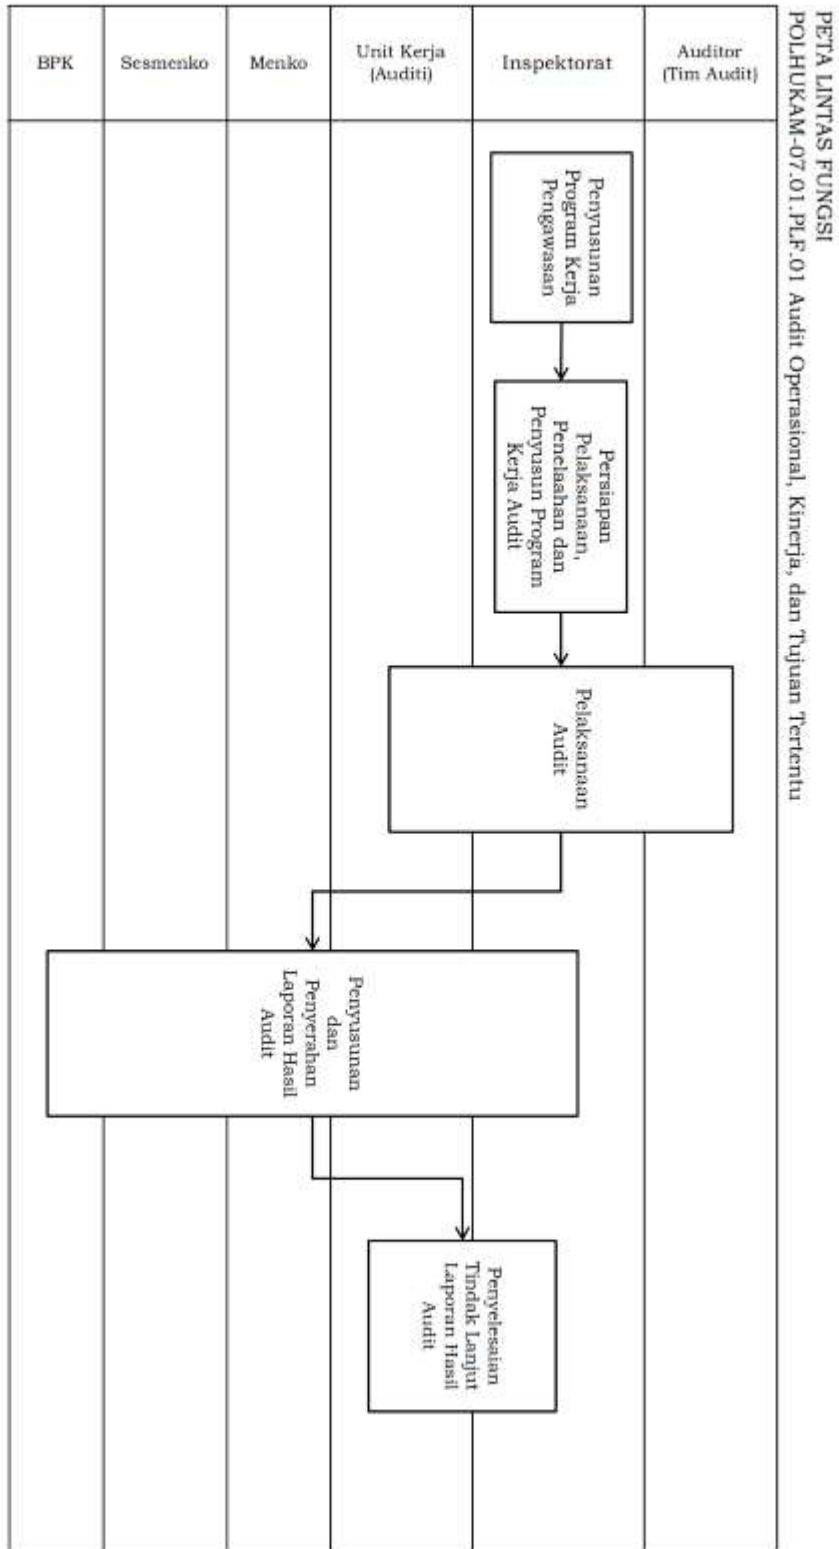 PETA LINTAS FUNGSI
POLHUKAM-07.01.PLF.01 Audit Operasional, Kinerja, dan Tujuan Tertentu
Auditor
(Tim Audit)
Inspektorat
Unit Kerja
(Auditi)
Menko
Sesmenko
BPK
Penyusunan
Program Kerja
Pengawasan
Persiapan
Pelaksanaan,
Penelaahan dan
Penyusun Program
Kerja Audit
Pelaksanaan
Audit
Penyusunan
dan
Penyerahan
Laporan Hasil
Audit
Penyelesaian
Tindak Lanjut
Laporan Hasil
Audit